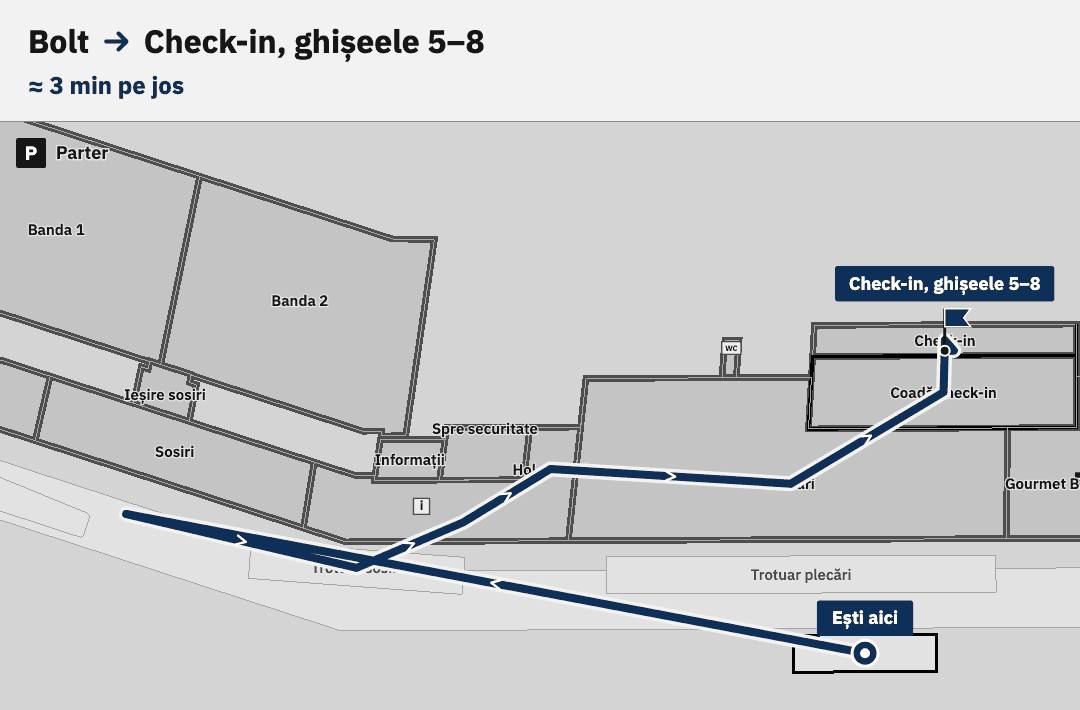 Bolt → Check-in, ghișeele 5–8
≈ 3 min pe jos
P Parter
Banda 1
Banda 2
Check-in, ghișeele 5–8
wc
Ieșire sosiri
Spre securitate
Sosiri
Informații
i
Gourmet B
Trotuar plecări
Ești aici